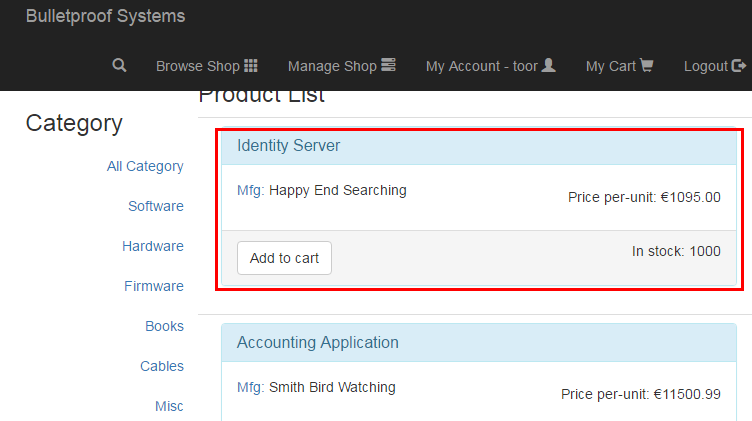 Bulletproof Systems
Browse Shop Manage Shop My Account - toor My Cart Logout
Category
All Category
Software
Hardware
Firmware
Books
Cables
Misc
Product List
Identity Server
Mfg: Happy End Searching
Price per-unit: €1095.00
Add to cart
In stock: 1000
Accounting Application
Mfg: Smith Bird Watching
Price per-unit: €11500.99